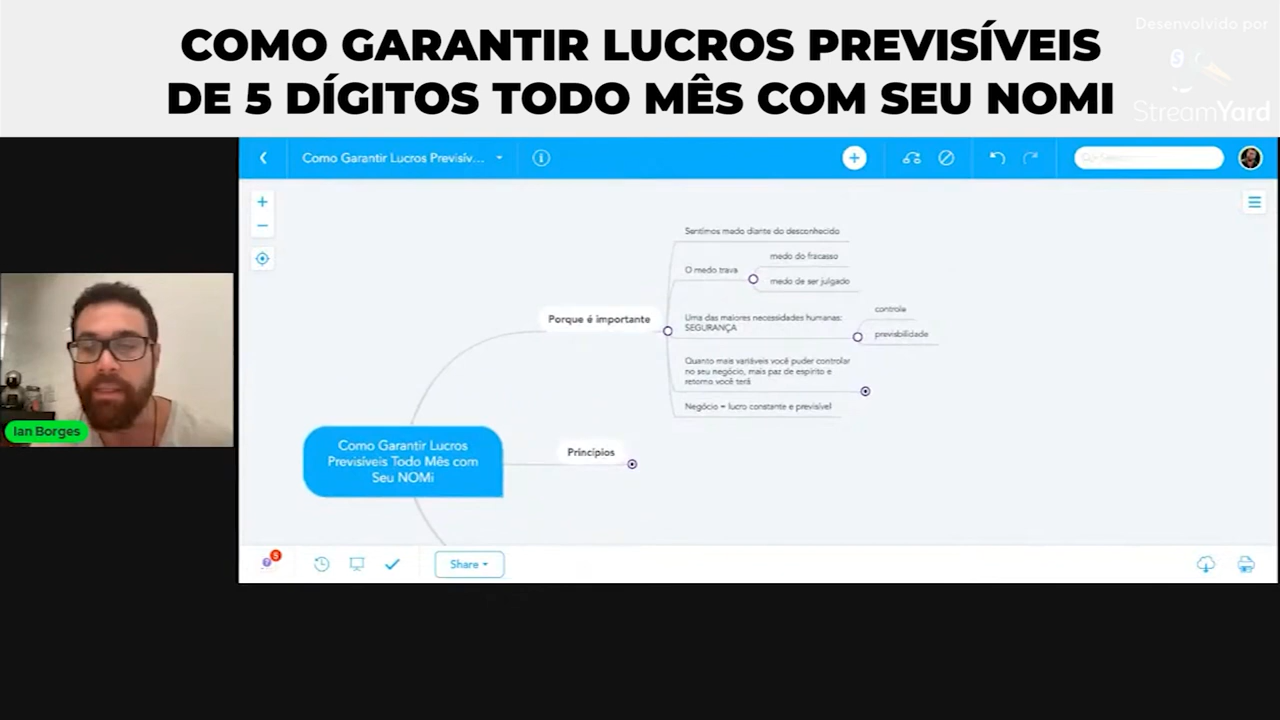 COMO GARANTIR LUCROS PREVISÍVEIS
DE 5 DÍGITOS TODO MÊS COM SEU NOMI
Desenvolvido por
StreamYard
Como Garantir Lucros Previsív...
Sentimos medo diante do desconhecido
O medo trava
medo do fracasso
medo de ser julgado
Porque é importante
Uma das maiores necessidades humanas:
SEGURANÇA
controle
previsbilidade
Quanto mais variáveis você puder controlar
no seu negócio, mais paz de espírito e
retorno você terá
Negócio = lucro constante e previsível
Ian Borges
Como Garantir Lucros
Previsíveis Todo Mês com
Seu NOMi
Princípios
5
Share